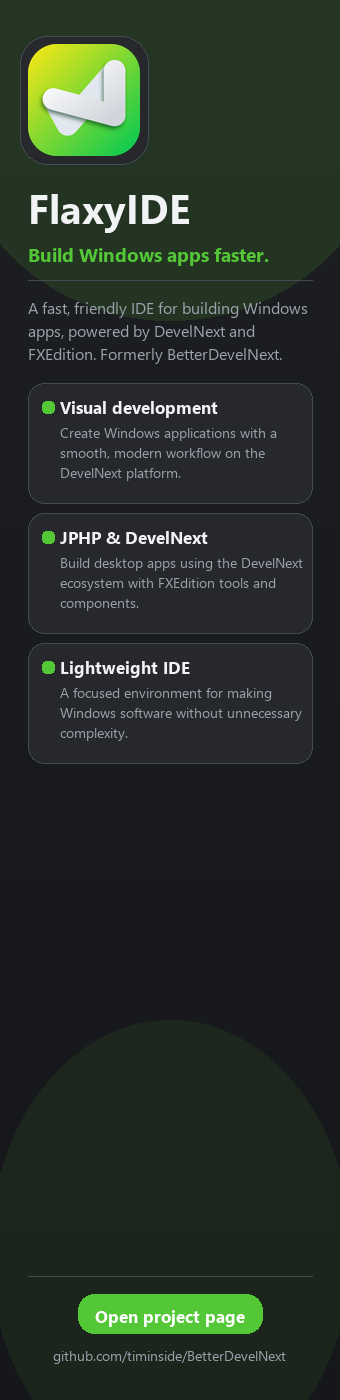 FlaxyIDE
Build Windows apps faster.
A fast, friendly IDE for building Windows
apps, powered by DevelNext and
FXEdition. Formerly BetterDevelNext.
Visual development
Create Windows applications with a
smooth, modern workflow on the
DevelNext platform.
JPHP & DevelNext
Build desktop apps using the DevelNext
ecosystem with FXEdition tools and
components.
Lightweight IDE
A focused environment for making
Windows software without unnecessary
complexity.
Open project page
github.com/timinside/BetterDevelNext